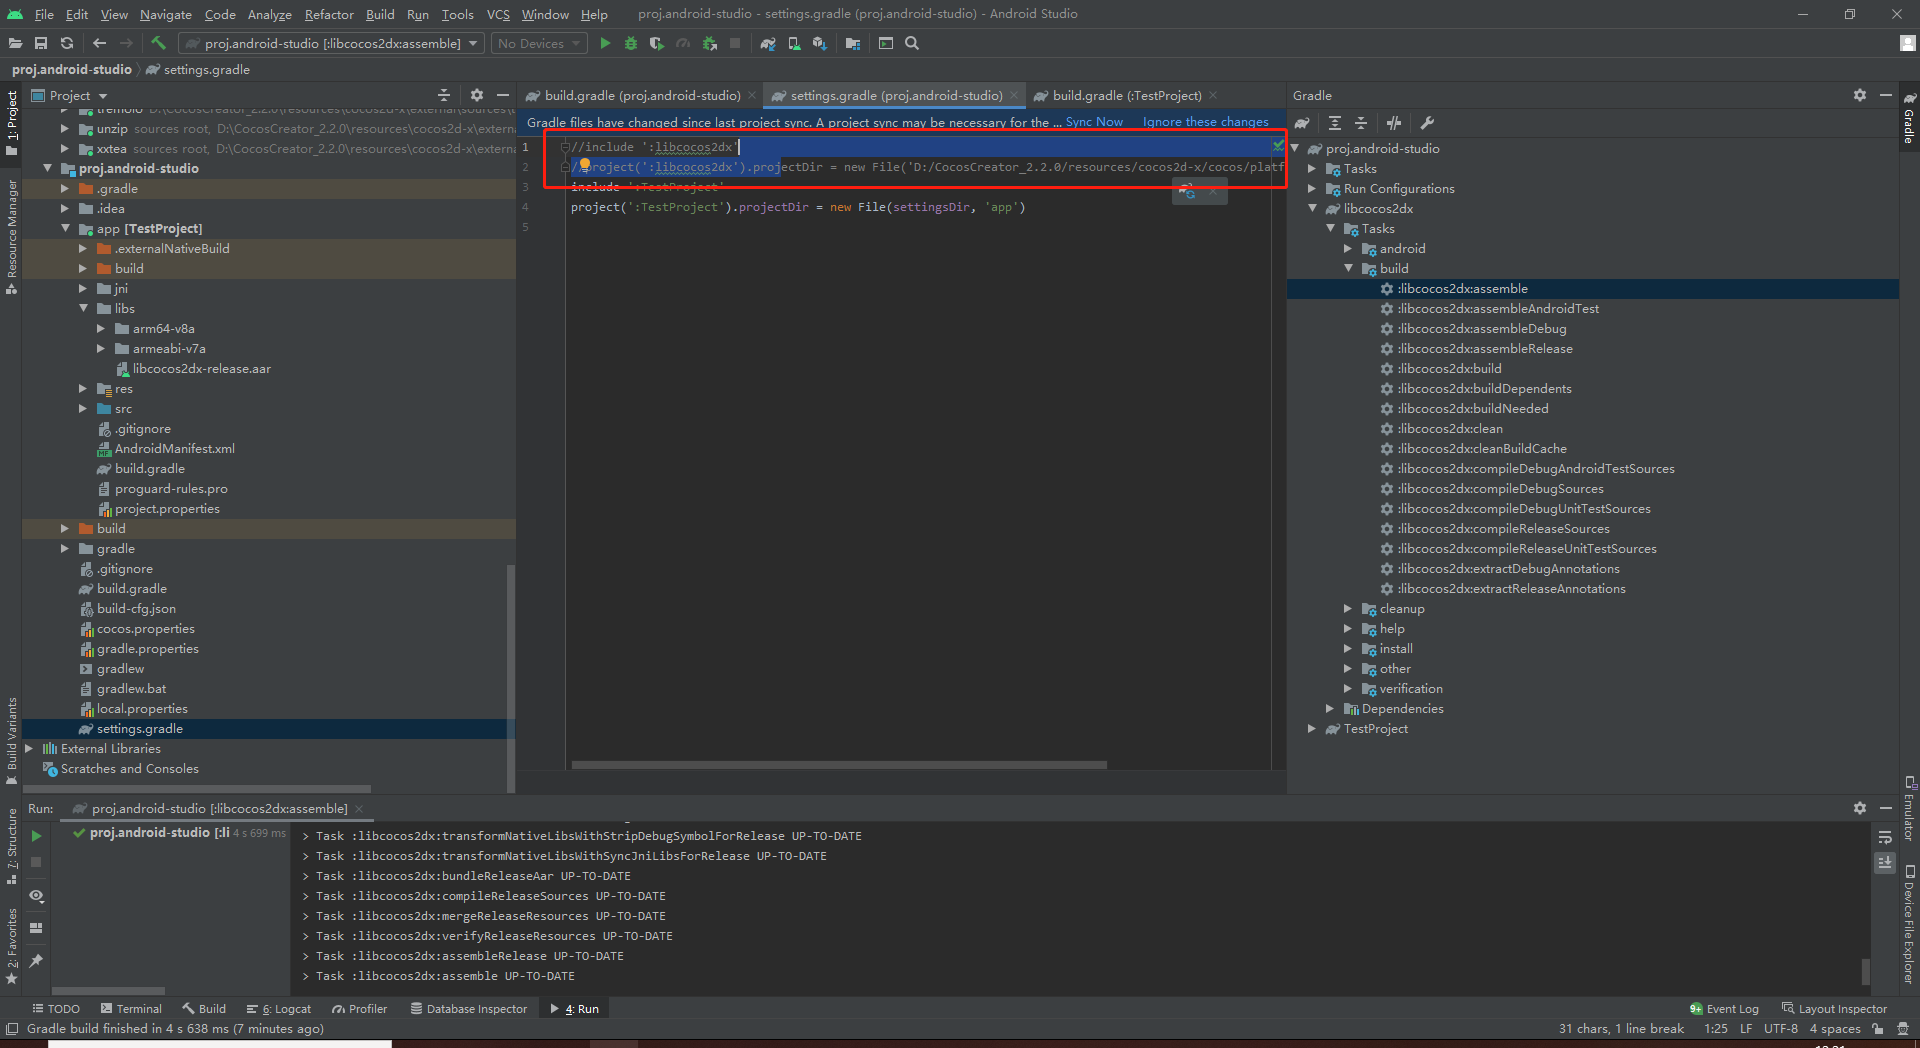 File Edit View Navigate Code Analyze Refactor Build Run Tools VCS Window Help proj.android-studio - settings.gradle (proj.android-studio) - Android Studio
proj.android-studio [:libcocos2dx:assemble] No Devices
proj.android-studio settings.gradle
1: Project
Resource Manager
Build Variants
7: Structure
2: Favorites
Project
tremolo D:\CocosCreator_2.2.0\resources\cocos2d-x\external\sources\t
unzip sources root, D:\CocosCreator_2.2.0\resources\cocos2d-x\extern
xxtea sources root, D:\CocosCreator_2.2.0\resources\cocos2d-x\extern
proj.android-studio
.gradle
.idea
app [TestProject]
.externalNativeBuild
build
jni
libs
arm64-v8a
armeabi-v7a
libcocos2dx-release.aar
res
src
.gitignore
AndroidManifest.xml
build.gradle
proguard-rules.pro
project.properties
build
gradle
.gitignore
build.gradle
build-cfg.json
cocos.properties
gradle.properties
gradlew
gradlew.bat
local.properties
settings.gradle
External Libraries
Scratches and Consoles
build.gradle (proj.android-studio) settings.gradle (proj.android-studio) build.gradle (:TestProject)
Gradle files have changed since last project sync. A project sync may be necessary for the ... Sync Now Ignore these changes
1 //include ':libcocos2dx'
2 //project(':libcocos2dx').projectDir = new File('D:/CocosCreator_2.2.0/resources/cocos2d-x/cocos/platf
3 include ':TestProject'
4 project(':TestProject').projectDir = new File(settingsDir, 'app')
5
Gradle
proj.android-studio
Tasks
Run Configurations
libcocos2dx
Tasks
android
build
:libcocos2dx:assemble
:libcocos2dx:assembleAndroidTest
:libcocos2dx:assembleDebug
:libcocos2dx:assembleRelease
:libcocos2dx:build
:libcocos2dx:buildDependents
:libcocos2dx:buildNeeded
:libcocos2dx:clean
:libcocos2dx:cleanBuildCache
:libcocos2dx:compileDebugAndroidTestSources
:libcocos2dx:compileDebugSources
:libcocos2dx:compileDebugUnitTestSources
:libcocos2dx:compileReleaseSources
:libcocos2dx:compileReleaseUnitTestSources
:libcocos2dx:extractDebugAnnotations
:libcocos2dx:extractReleaseAnnotations
cleanup
help
install
other
verification
Dependencies
TestProject
Gradle
Emulator
Device File Explorer
Run: proj.android-studio [:libcocos2dx:assemble]
proj.android-studio [:li 4 s 699 ms
> Task :libcocos2dx:transformNativeLibsWithStripDebugSymbolForRelease UP-TO-DATE
> Task :libcocos2dx:transformNativeLibsWithSyncJniLibsForRelease UP-TO-DATE
> Task :libcocos2dx:bundleReleaseAar UP-TO-DATE
> Task :libcocos2dx:compileReleaseSources UP-TO-DATE
> Task :libcocos2dx:mergeReleaseResources UP-TO-DATE
> Task :libcocos2dx:verifyReleaseResources UP-TO-DATE
> Task :libcocos2dx:assembleRelease UP-TO-DATE
> Task :libcocos2dx:assemble UP-TO-DATE
TODO Terminal Build 6: Logcat Profiler Database Inspector 4: Run 9+ Event Log Layout Inspector
Gradle build finished in 4 s 638 ms (7 minutes ago) 31 chars, 1 line break 1:25 LF UTF-8 4 spaces